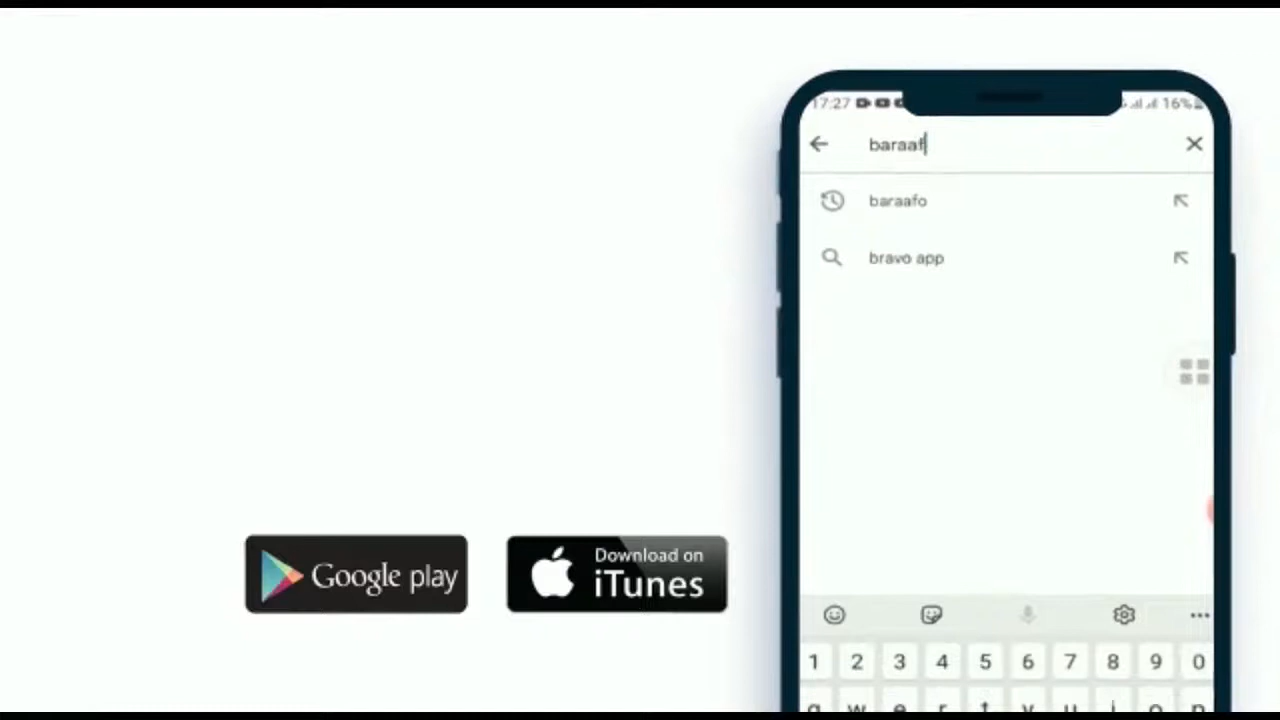 17:27
16%
baraaf
baraafo
bravo app
Google play
Download on
iTunes
1 2 3 4 5 6 7 8 9 0
q w e r t y u i o p